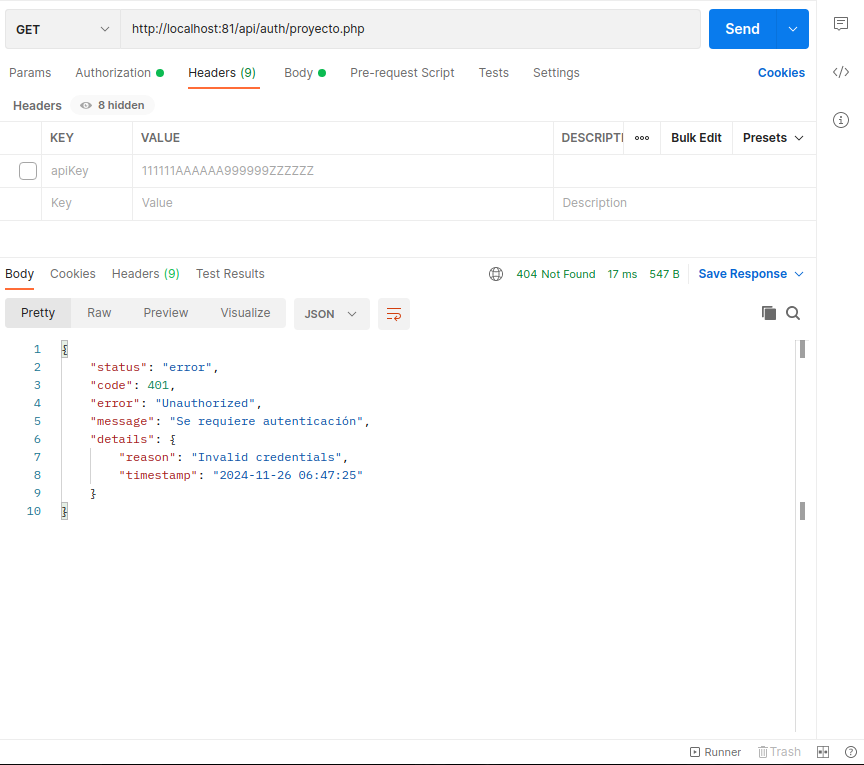 GET http://localhost:81/api/auth/proyecto.php Send
Params Authorization Headers (9) Body Pre-request Script Tests Settings Cookies
Headers 8 hidden
KEY VALUE DESCRIPTI Bulk Edit Presets
apiKey 111111AAAAAA999999ZZZZZZ
Key Value Description
Body Cookies Headers (9) Test Results 404 Not Found 17 ms 547 B Save Response
Pretty Raw Preview Visualize JSON
1 {
2 "status": "error",
3 "code": 401,
4 "error": "Unauthorized",
5 "message": "Se requiere autenticación",
6 "details": {
7 "reason": "Invalid credentials",
8 "timestamp": "2024-11-26 06:47:25"
9 }
10 }
Runner Trash